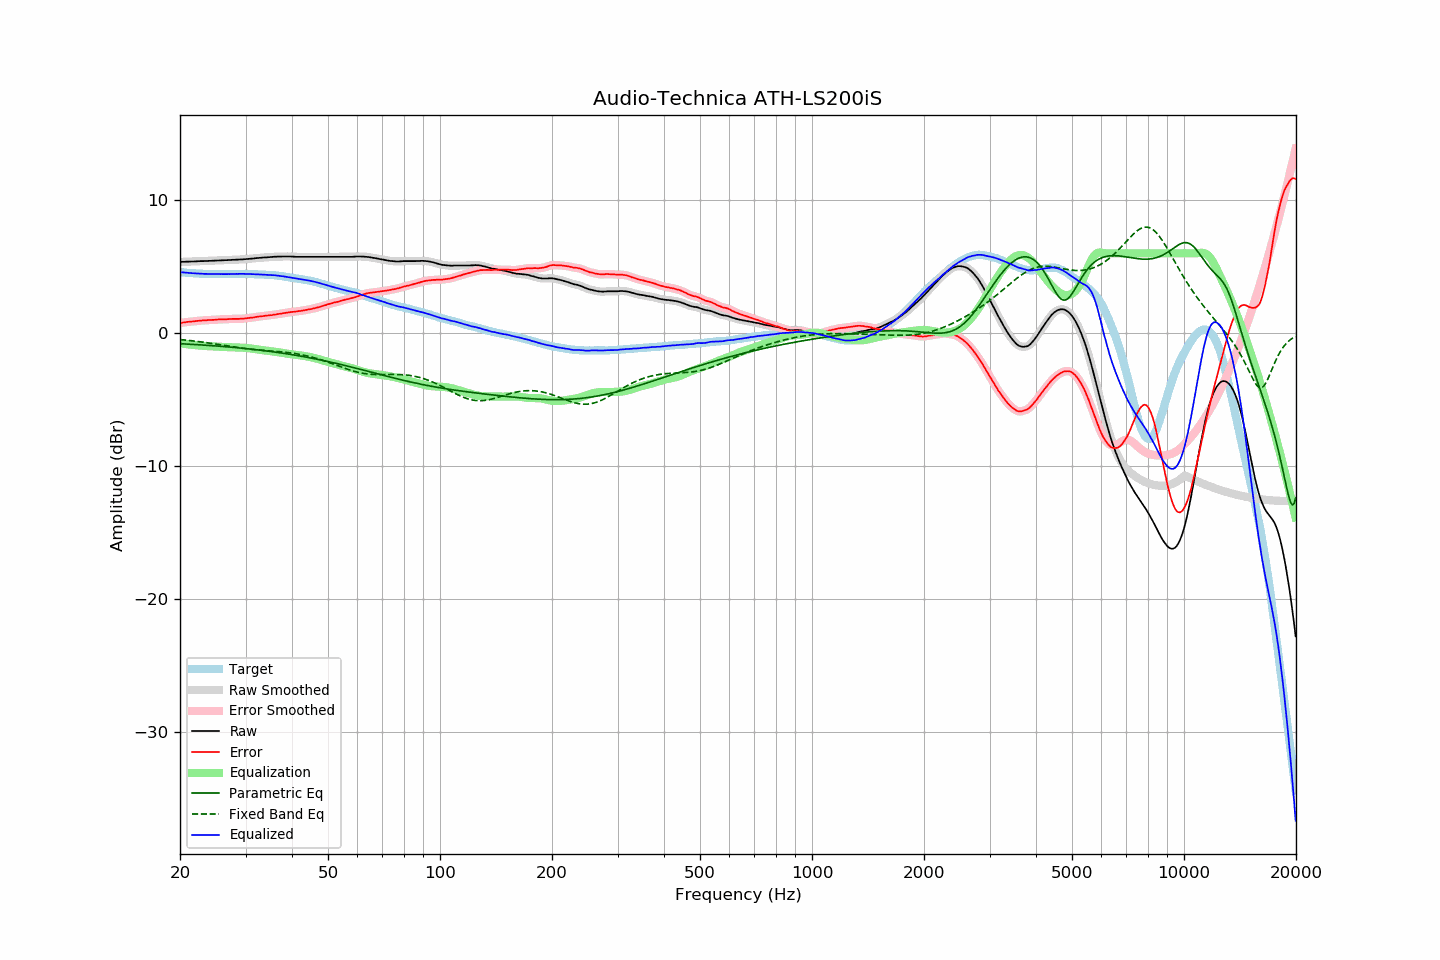 Audio-Technica ATH-LS200iS
10
0
−10
−20
−30
Amplitude (dBr)
Target
Raw Smoothed
Error Smoothed
Raw
Error
Equalization
Parametric Eq
Fixed Band Eq
Equalized
20 50 100 200 500 1000 2000 5000 10000 20000
Frequency (Hz)